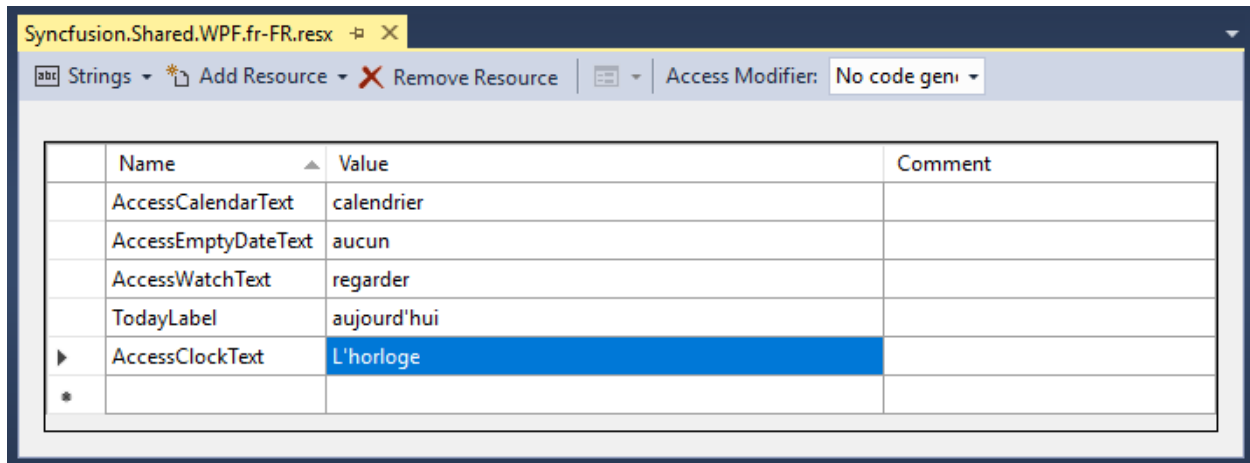 Syncfusion.Shared.WPF.fr-FR.resx
Strings Add Resource Remove Resource Access Modifier: No code gen
Name Value Comment
AccessCalendarText calendrier
AccessEmptyDateText aucun
AccessWatchText regarder
TodayLabel aujourd'hui
AccessClockText L'horloge